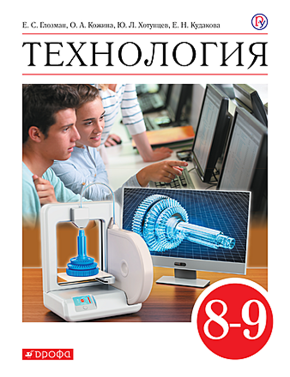 Е. С. Глозман, О. А. Кожина, Ю. Л. Хотунцев, Е. Н. Кудакова
ТЕХНОЛОГИЯ
8-9
ДРОФА